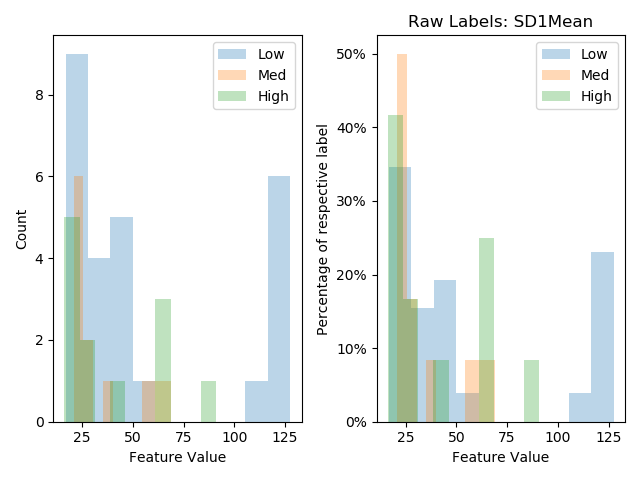 Raw Labels: SD1Mean
Low
Med
High
8
6
4
2
0
Count
25
50
75
100
125
Feature Value
Low
Med
High
50%
40%
30%
20%
10%
0%
Percentage of respective label
25
50
75
100
125
Feature Value